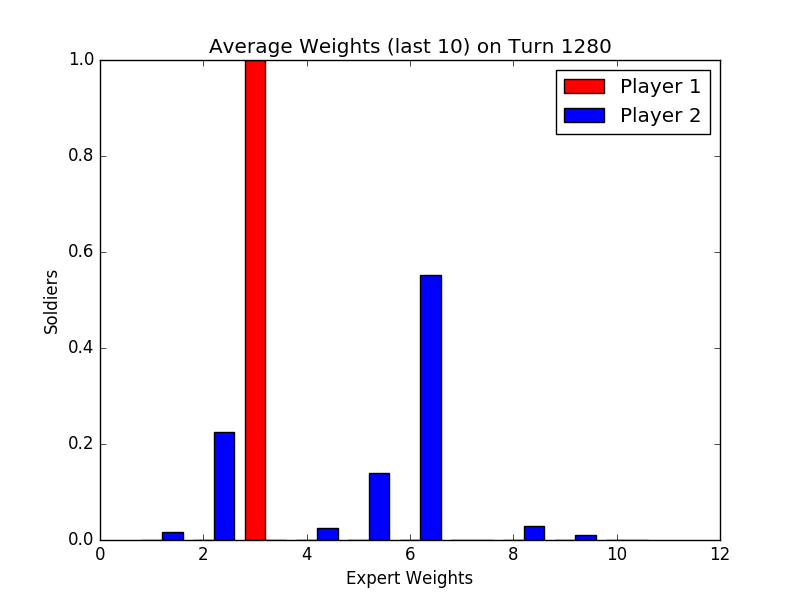 Average Weights (last 10) on Turn 1280
Player 1
Player 2
1.0
0.8
0.6
0.4
0.2
0.0
Soldiers
0 2 4 6 8 10 12
Expert Weights